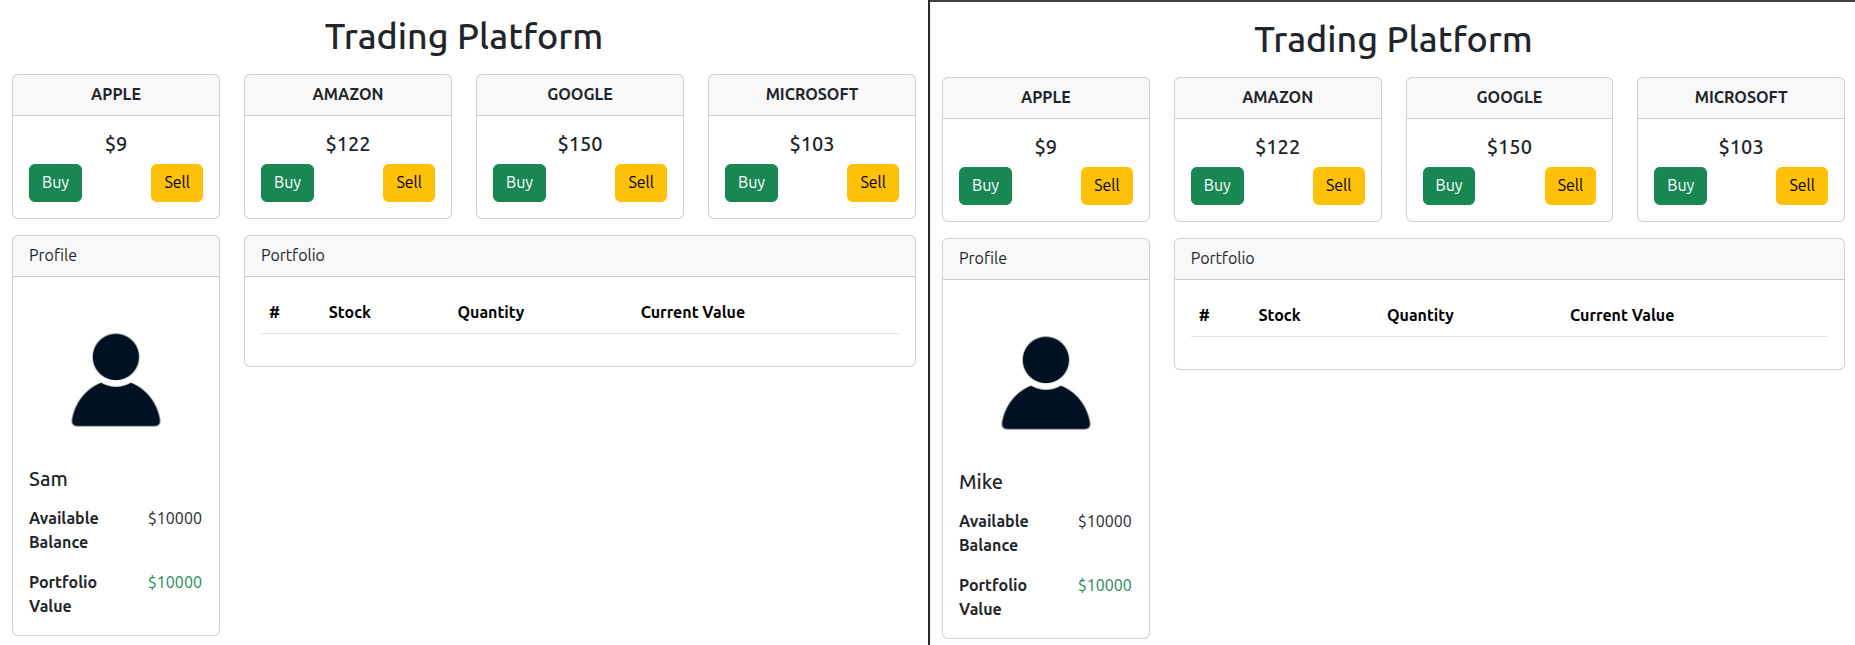 Trading Platform
APPLE
AMAZON
GOOGLE
MICROSOFT
$9
$122
$150
$103
Buy
Sell
Buy
Sell
Buy
Sell
Buy
Sell
Profile
Portfolio
# Stock Quantity Current Value
Sam
Available $10000
Balance
Portfolio $10000
Value
Trading Platform
APPLE
AMAZON
GOOGLE
MICROSOFT
$9
$122
$150
$103
Buy
Sell
Buy
Sell
Buy
Sell
Buy
Sell
Profile
Portfolio
# Stock Quantity Current Value
Mike
Available $10000
Balance
Portfolio $10000
Value